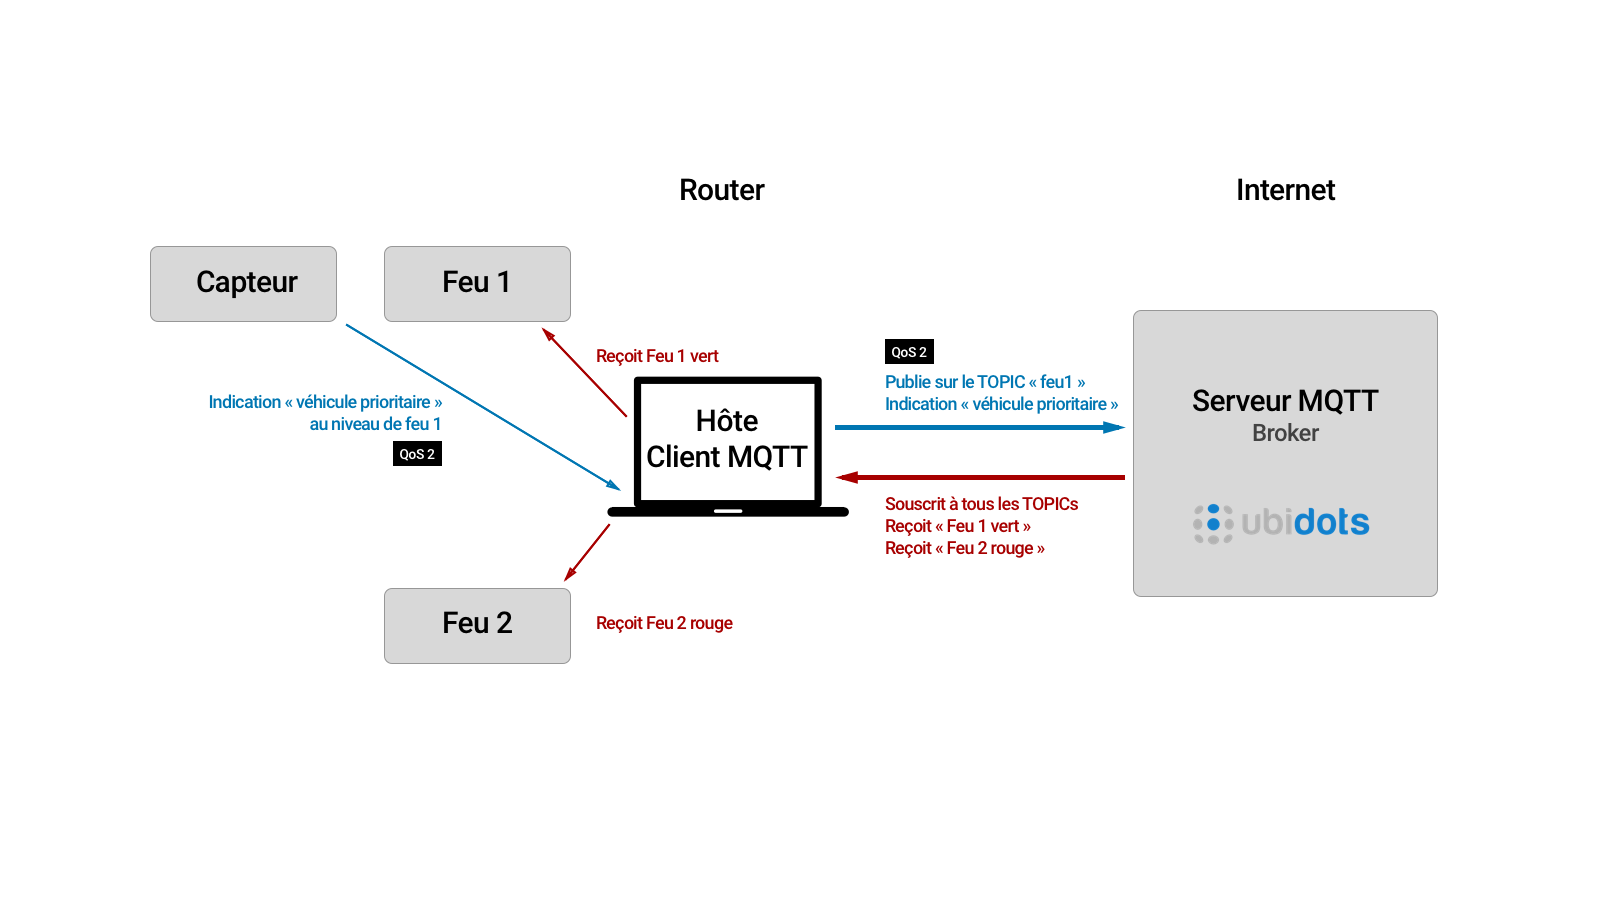 Router
Internet
Capteur
Feu 1
Reçoit Feu 1 vert
Indication « véhicule prioritaire »
au niveau de feu 1
QoS 2
Hôte
Client MQTT
QoS 2
Publie sur le TOPIC « feu1 »
Indication « véhicule prioritaire »
Souscrit à tous les TOPICs
Reçoit « Feu 1 vert »
Reçoit « Feu 2 rouge »
Serveur MQTT
Broker
ubidots
Feu 2
Reçoit Feu 2 rouge